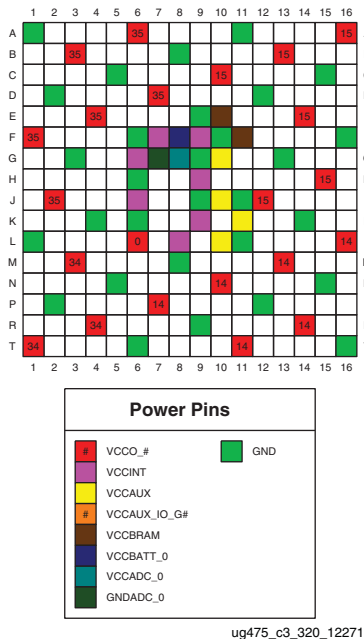 1 2 3 4 5 6 7 8 9 10 11 12 13 14 15 16
A 35 15
B 35 15
C 15
D 35
E 35 15
F 35
G
H 15
J 35 15
K
L 0 14
M 34 14
N 14
P 14
R 34 14
T 34 14
1 2 3 4 5 6 7 8 9 10 11 12 13 14 15 16
Power Pins
# VCCO_# GND
VCCINT
VCCAUX
# VCCAUX_IO_G#
VCCBRAM
VCCBATT_0
VCCADC_0
GNDADC_0
ug475_c3_320_12271